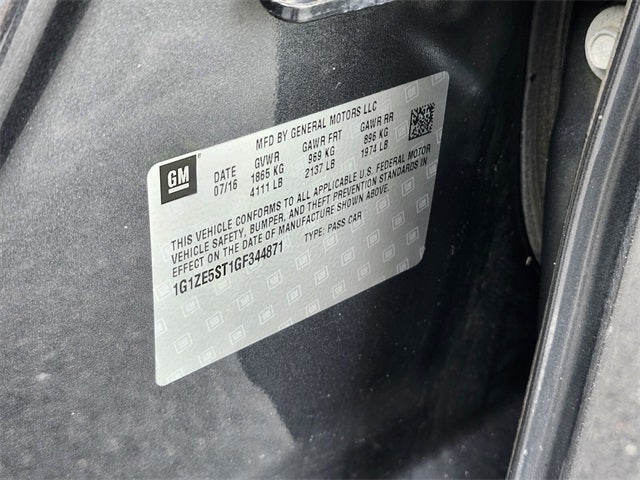 MFD BY GENERAL MOTORS LLC
GM
DATE GVWR GAWR FRT GAWR RR
07/16 1865 KG 969 KG 896 KG
4111 LB 2137 LB 1974 LB
THIS VEHICLE CONFORMS TO ALL APPLICABLE U.S. FEDERAL MOTOR
VEHICLE SAFETY, BUMPER, AND THEFT PREVENTION STANDARDS IN
EFFECT ON THE DATE OF MANUFACTURE SHOWN ABOVE.
1G1ZE5ST1GF344871 TYPE: PASS CAR